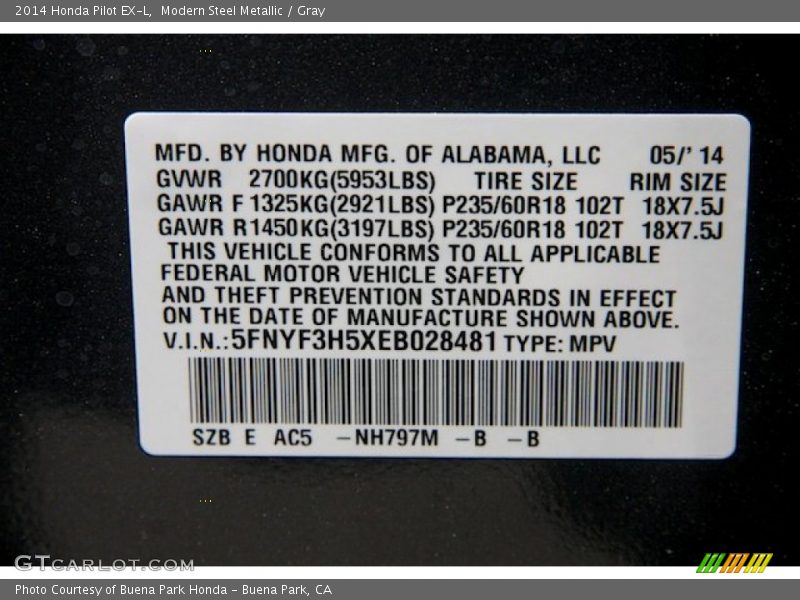 2014 Honda Pilot EX-L, Modern Steel Metallic / Gray
MFD. BY HONDA MFG. OF ALABAMA, LLC 05/' 14
GVWR 2700KG(5953LBS) TIRE SIZE RIM SIZE
GAWR F 1325KG(2921LBS) P235/60R18 102T 18X7.5J
GAWR R1450KG(3197LBS) P235/60R18 102T 18X7.5J
THIS VEHICLE CONFORMS TO ALL APPLICABLE
FEDERAL MOTOR VEHICLE SAFETY
AND THEFT PREVENTION STANDARDS IN EFFECT
ON THE DATE OF MANUFACTURE SHOWN ABOVE.
V.I.N.:5FNYF3H5XEB028481 TYPE: MPV
SZB E AC5 –NH797M –B –B
GTCARLOT.COM
Photo Courtesy of Buena Park Honda - Buena Park, CA